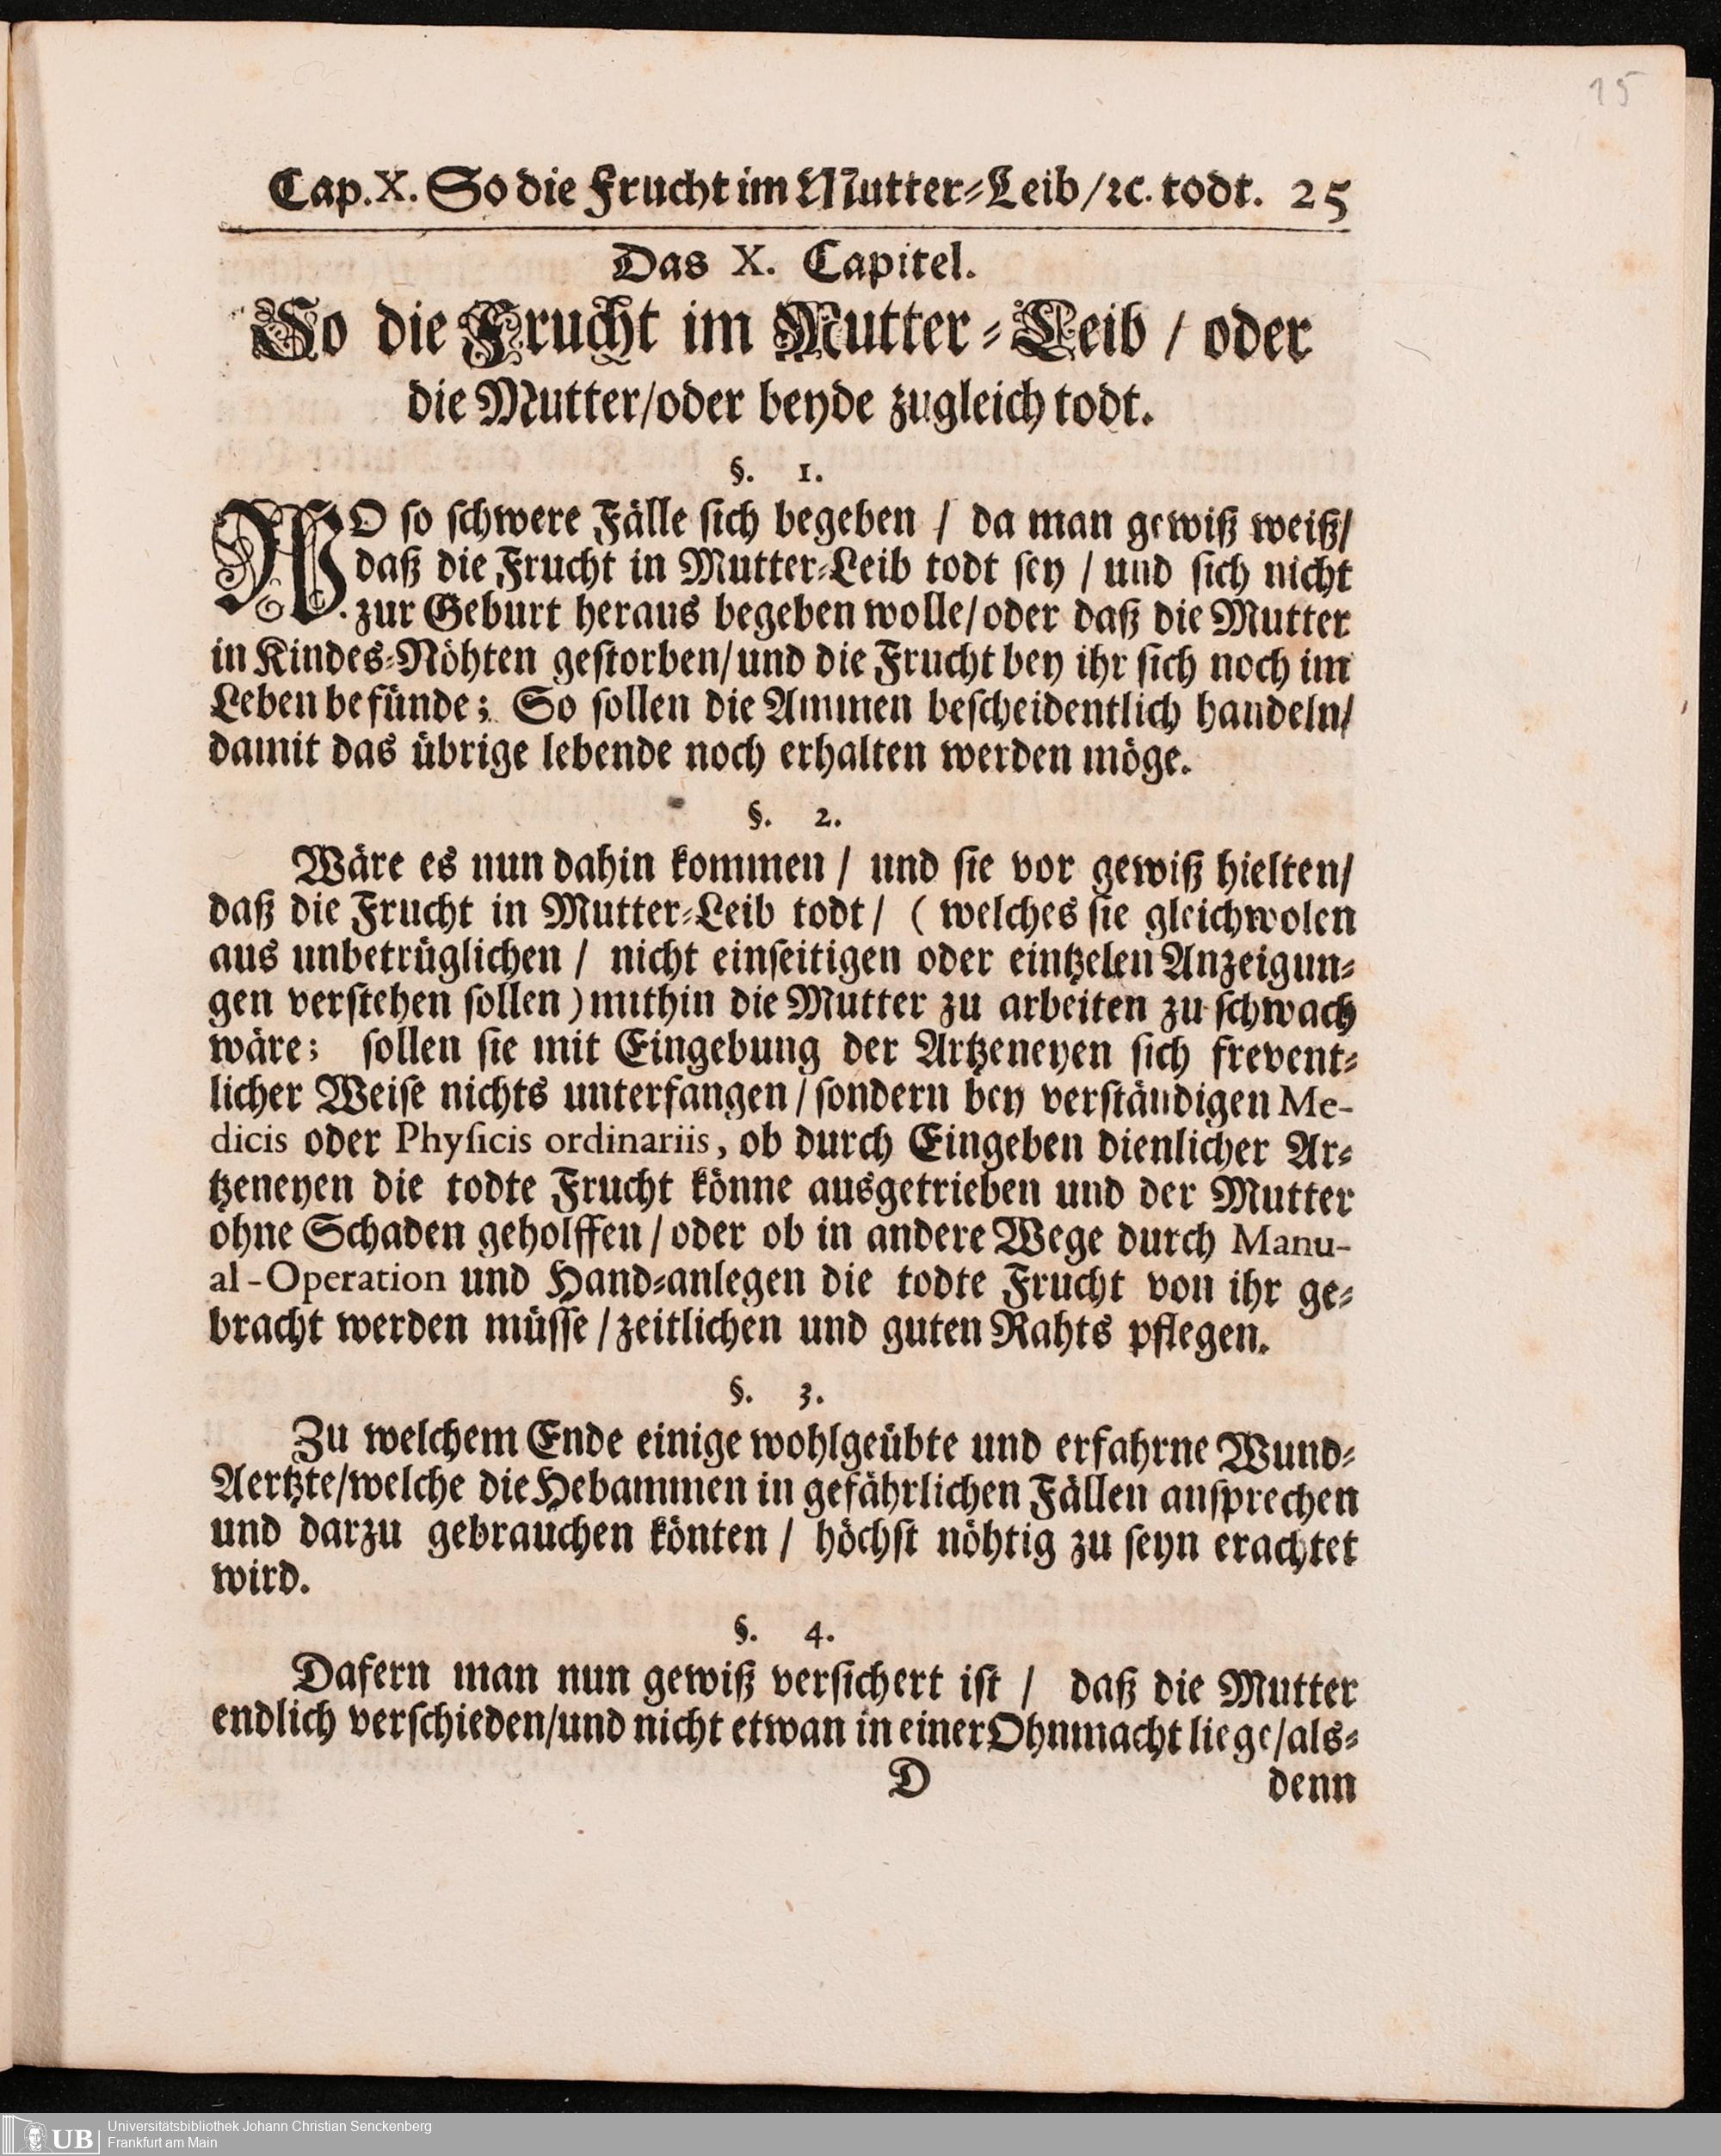 15
Cap. X. So die Frucht im Mutter-Leib/ꝛc. todt. 25
Das X. Capitel.
So die Frucht im Mutter-Leib / oder
die Mutter/oder beyde zugleich todt.
§. 1.
WO so schwere Fälle sich begeben / da man gewiß weiß/
daß die Frucht in Mutter-Leib todt sey / und sich nicht
zur Geburt heraus begeben wolle/oder daß die Mutter
in Kindes-Nöhten gestorben/und die Frucht bey ihr sich noch im
Leben befünde; So sollen die Ammen bescheidentlich handeln/
damit das übrige lebende noch erhalten werden möge.
§. 2.
Wäre es nun dahin kommen / und sie vor gewiß hielten/
daß die Frucht in Mutter-Leib todt / ( welches sie gleichwolen
aus unbetrüglichen / nicht einseitigen oder eintzelen Anzeigun-
gen verstehen sollen ) mithin die Mutter zu arbeiten zu schwach
wäre; sollen sie mit Eingebung der Artzeneyen sich frevent-
licher Weise nichts unterfangen / sondern bey verständigen Me-
dicis oder Physicis ordinariis, ob durch Eingeben dienlicher Ar-
tzeneyen die todte Frucht könne ausgetrieben und der Mutter
ohne Schaden geholffen / oder ob in andere Wege durch Manu-
al-Operation und Hand-anlegen die todte Frucht von ihr ge-
bracht werden müsse / zeitlichen und guten Rahts pflegen.
§. 3.
Zu welchem Ende einige wohlgeübte und erfahrne Wund-
Aertzte/welche die Hebammen in gefährlichen Fällen ansprechen
und darzu gebrauchen könten / höchst nöhtig zu seyn erachtet
wird.
§. 4.
Dafern man nun gewiß versichert ist / daß die Mutter
endlich verschieden/und nicht etwan in einer Ohnmacht liege/als-
D denn
UB Universitätsbibliothek Johann Christian Senckenberg
Frankfurt am Main